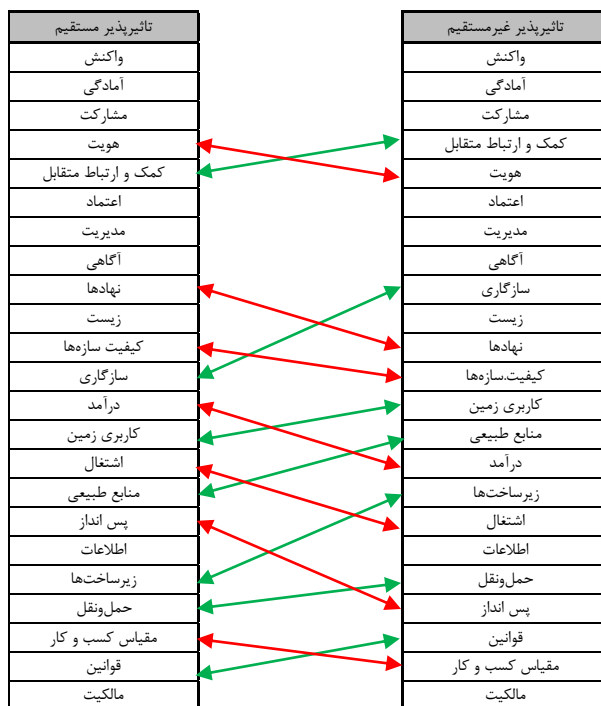 تاثیرپذیر غیرمستقیم
واکنش
آمادگی
مشارکت
کمک و ارتباط متقابل
هویت
اعتماد
مدیریت
آگاهی
سازگاری
زیست
نهادها
کیفیت.سازه‌ها
کاربری زمین
منابع طبیعی
درآمد
زیرساخت‌ها
اشتغال
اطلاعات
حمل‌ونقل
پس انداز
قوانین
مقیاس کسب و کار
مالکیت
تاثیرپذیر مستقیم
واکنش
آمادگی
مشارکت
هویت
کمک و ارتباط متقابل
اعتماد
مدیریت
آگاهی
نهادها
زیست
کیفیت سازه‌ها
سازگاری
درآمد
کاربری زمین
اشتغال
منابع طبیعی
پس انداز
اطلاعات
زیرساخت‌ها
حمل‌ونقل
مقیاس کسب و کار
قوانین
مالکیت